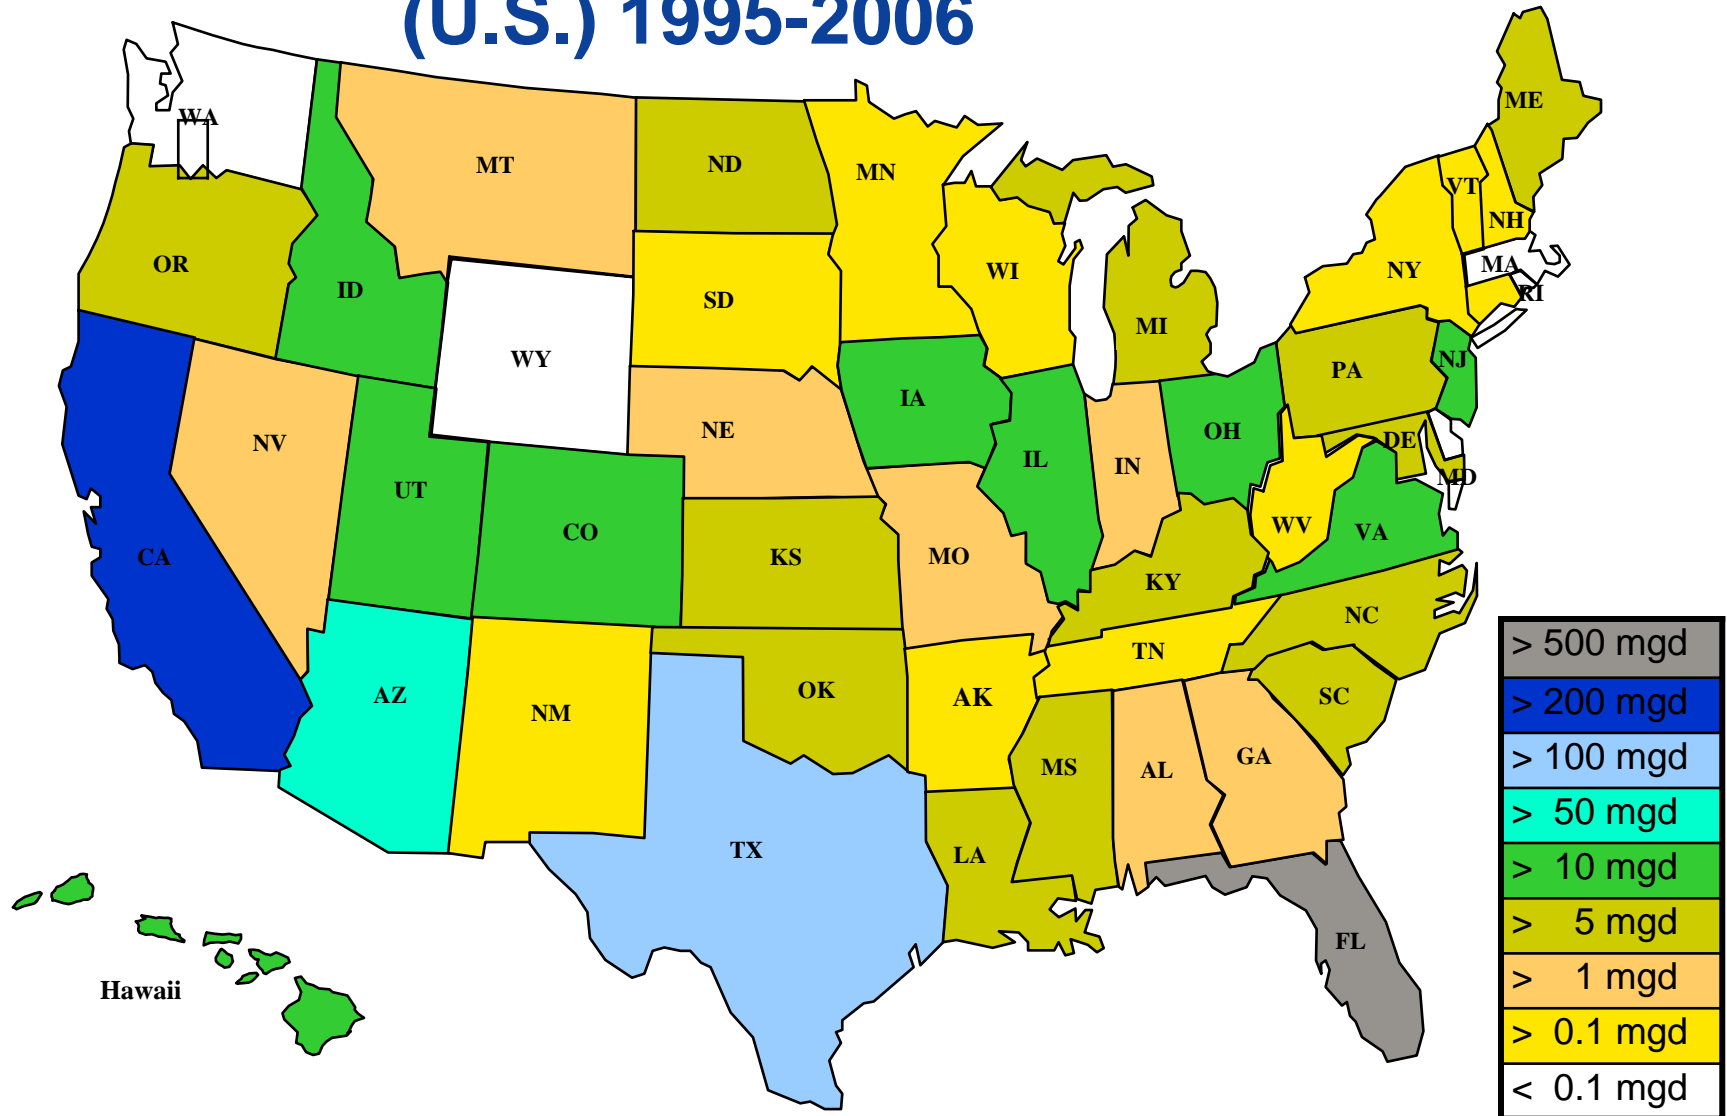 (U.S.) 1995-2006
WA
MT
ND
MN
ME
VT
NH
OR
ID
SD
WI
NY
MA
RI
MI
WY
PA
NJ
IA
NV
NE
OH
DE
IL
IN
MD
UT
CO
KS
MO
WV
VA
CA
KY
NC
TN
AZ
NM
OK
AK
SC
MS
AL
GA
TX
LA
FL
Hawaii
> 500 mgd
> 200 mgd
> 100 mgd
> 50 mgd
> 10 mgd
> 5 mgd
> 1 mgd
> 0.1 mgd
< 0.1 mgd